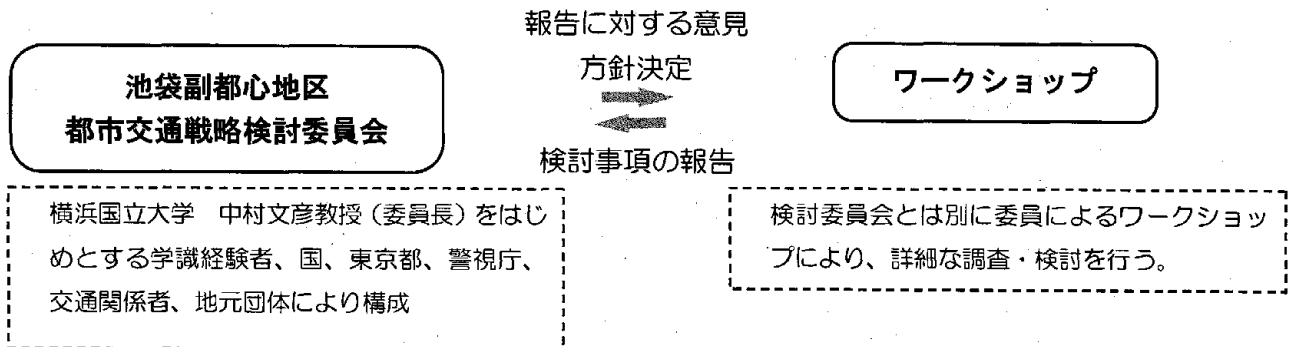 報告に対する意見
方針決定
池袋副都心地区
都市交通戦略検討委員会
ワークショップ
検討事項の報告
横浜国立大学　中村文彦教授（委員長）をはじ
めとする学識経験者、国、東京都、警視庁、
交通関係者、地元団体により構成
検討委員会とは別に委員によるワークショッ
プにより、詳細な調査・検討を行う。